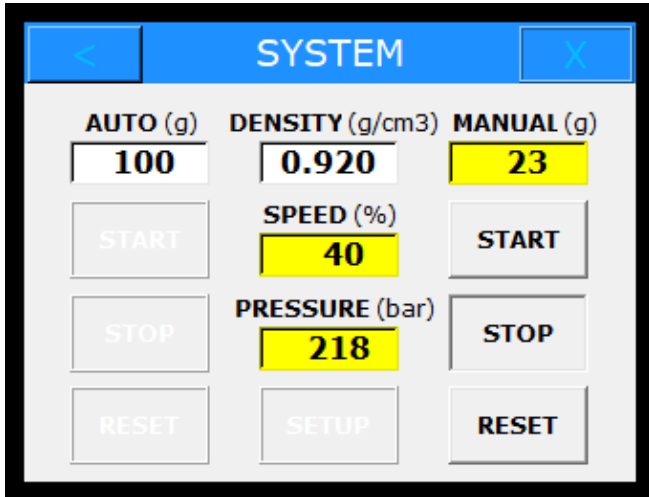 < SYSTEM X
AUTO (g) DENSITY (g/cm3) MANUAL (g)
100 0.920 23
SPEED (%)
START 40 START
PRESSURE (bar)
STOP 218 STOP
RESET SETUP RESET